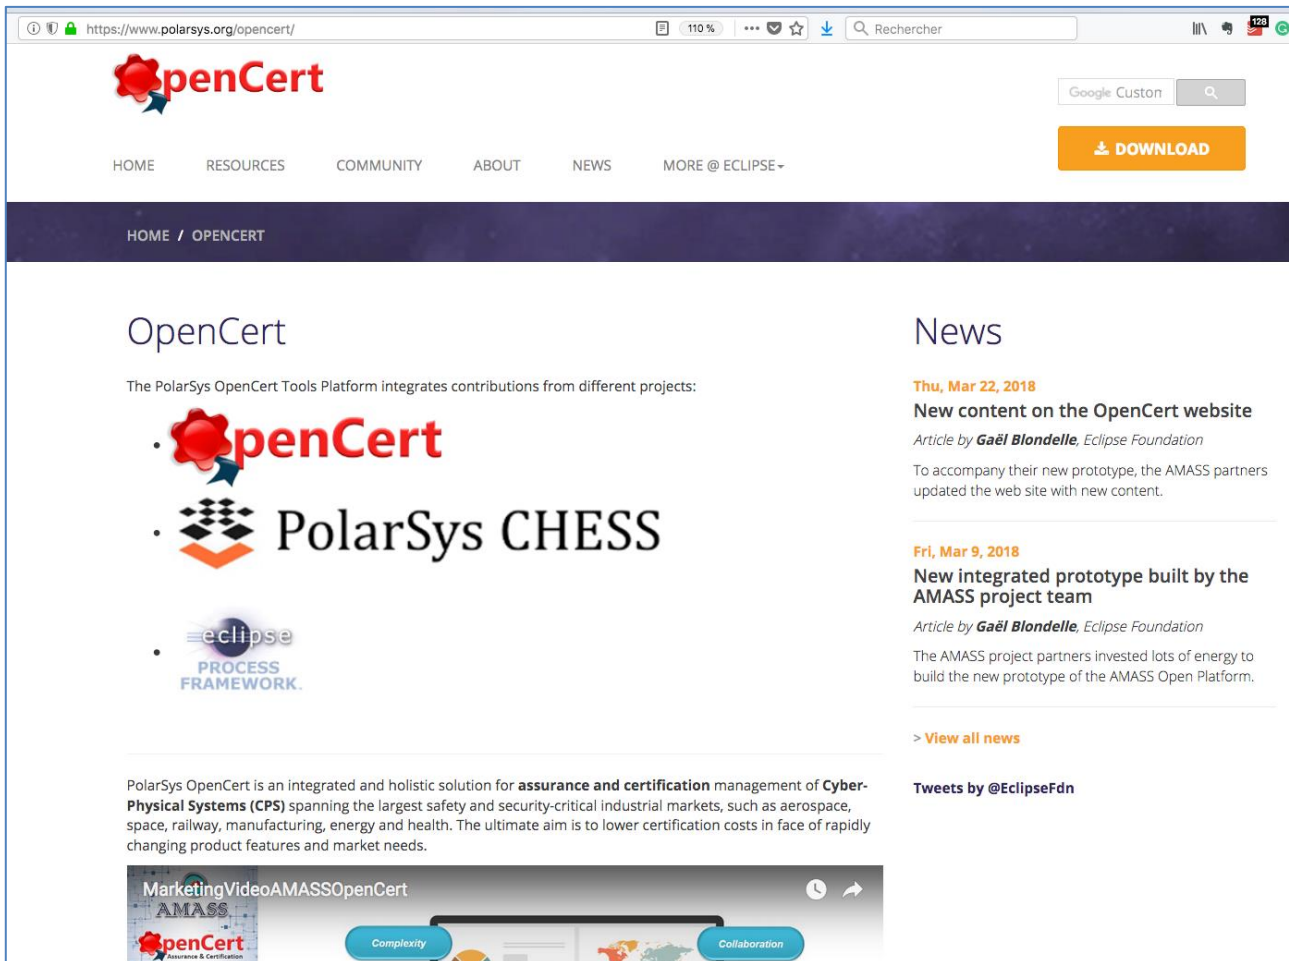 https://www.polarsys.org/opencert/
110 %
Rechercher
128
OpenCert
Google Custom
DOWNLOAD
HOME RESOURCES COMMUNITY ABOUT NEWS MORE @ ECLIPSE
HOME / OPENCERT
OpenCert
The PolarSys OpenCert Tools Platform integrates contributions from different projects:
OpenCert
PolarSys CHESS
eclipse
PROCESS
FRAMEWORK
PolarSys OpenCert is an integrated and holistic solution for assurance and certification management of Cyber-
Physical Systems (CPS) spanning the largest safety and security-critical industrial markets, such as aerospace,
space, railway, manufacturing, energy and health. The ultimate aim is to lower certification costs in face of rapidly
changing product features and market needs.
MarketingVideoAMASSOpenCert
AMASS
OpenCert
Assurance & Certification
Complexity
Collaboration
News
Thu, Mar 22, 2018
New content on the OpenCert website
Article by Gaël Blondelle, Eclipse Foundation
To accompany their new prototype, the AMASS partners
updated the web site with new content.
Fri, Mar 9, 2018
New integrated prototype built by the
AMASS project team
Article by Gaël Blondelle, Eclipse Foundation
The AMASS project partners invested lots of energy to
build the new prototype of the AMASS Open Platform.
> View all news
Tweets by @EclipseFdn